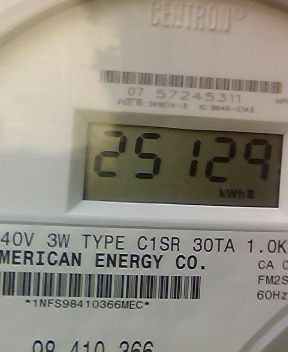 CENTRON®
07 57245311
25129
kWh
40V 3W TYPE C1SR 30TA 1.0K
MERICAN ENERGY CO.
CA 0
FM2S
60Hz
*1NFS98410366MEC*
98 410 366